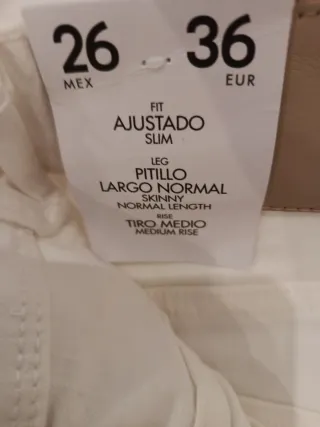 26 36
MEX EUR
FIT
AJUSTADO
SLIM
LEG
PITILLO
LARGO NORMAL
SKINNY
NORMAL LENGTH
RISE
TIRO MEDIO
MEDIUM RISE